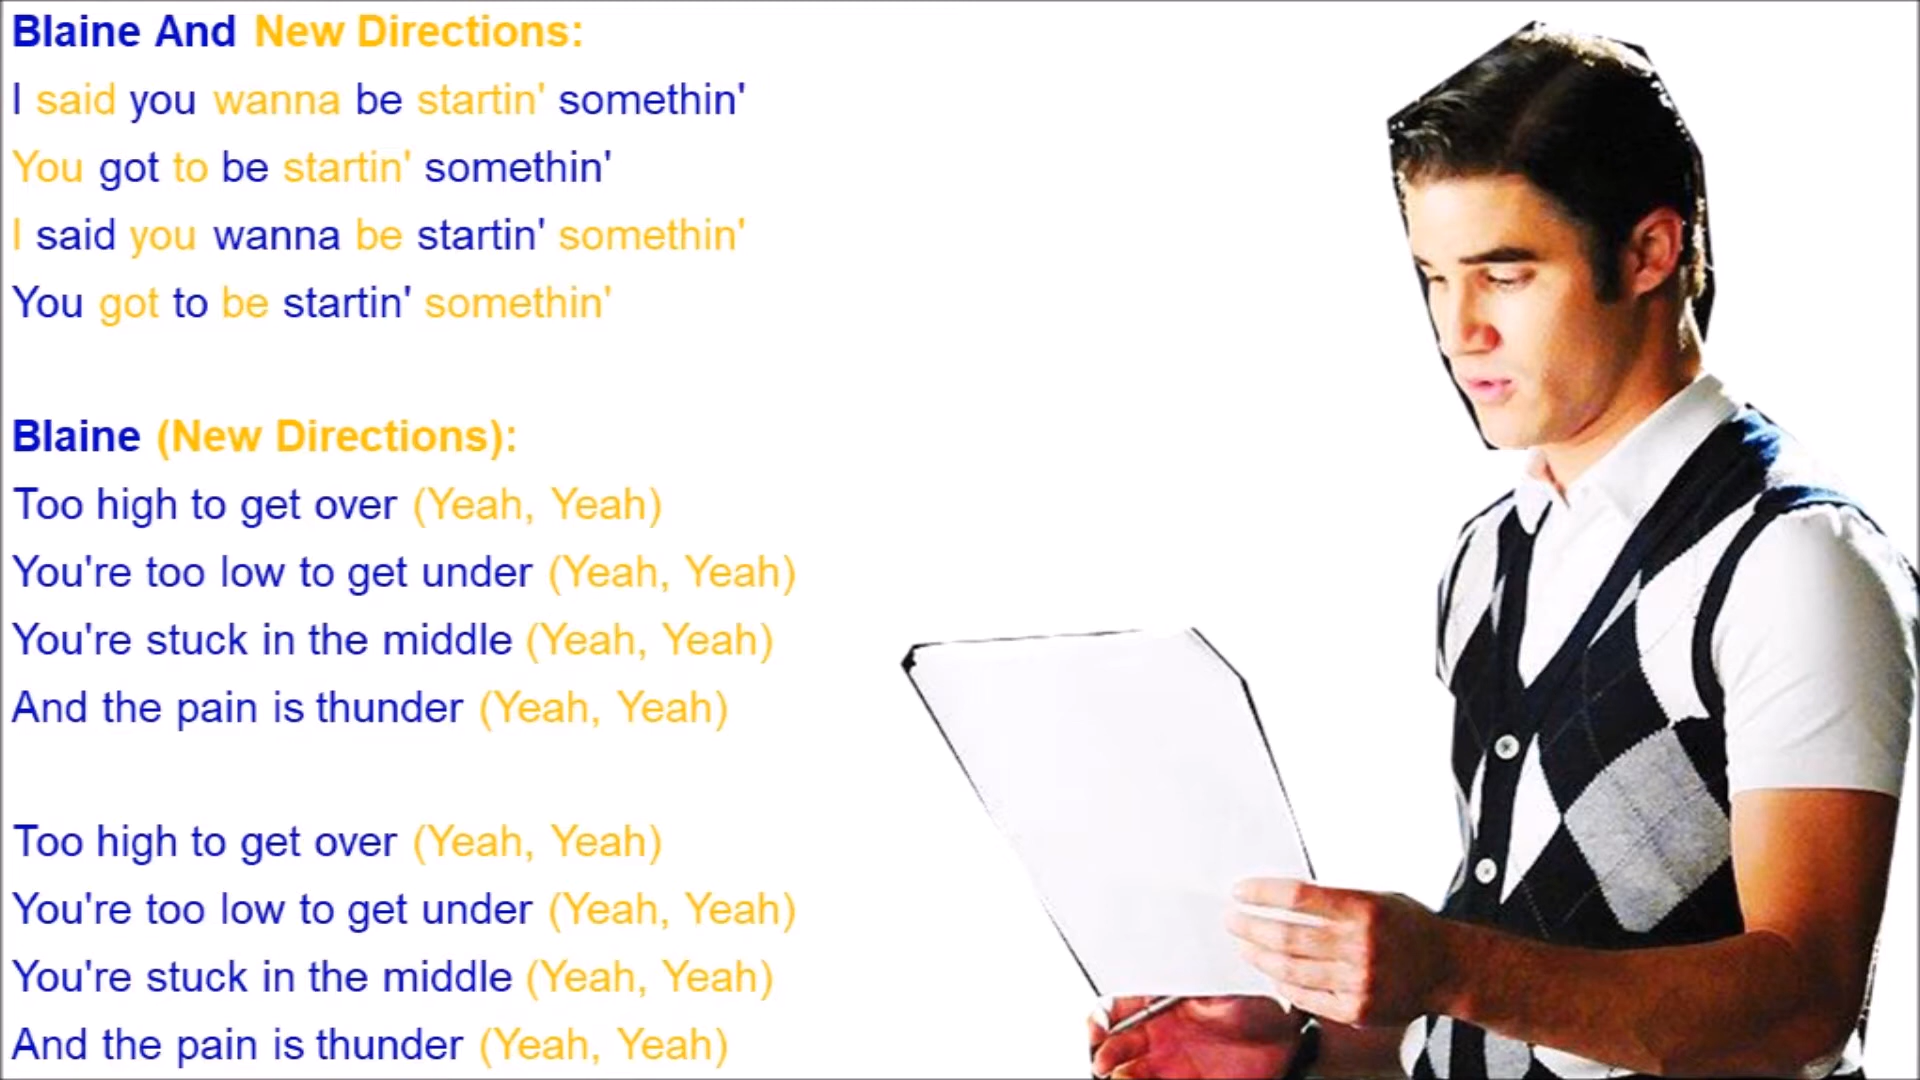 Blaine And New Directions:
I said you wanna be startin' somethin'
You got to be startin' somethin'
I said you wanna be startin' somethin'
You got to be startin' somethin'
Blaine (New Directions):
Too high to get over (Yeah, Yeah)
You're too low to get under (Yeah, Yeah)
You're stuck in the middle (Yeah, Yeah)
And the pain is thunder (Yeah, Yeah)
Too high to get over (Yeah, Yeah)
You're too low to get under (Yeah, Yeah)
You're stuck in the middle (Yeah, Yeah)
And the pain is thunder (Yeah, Yeah)